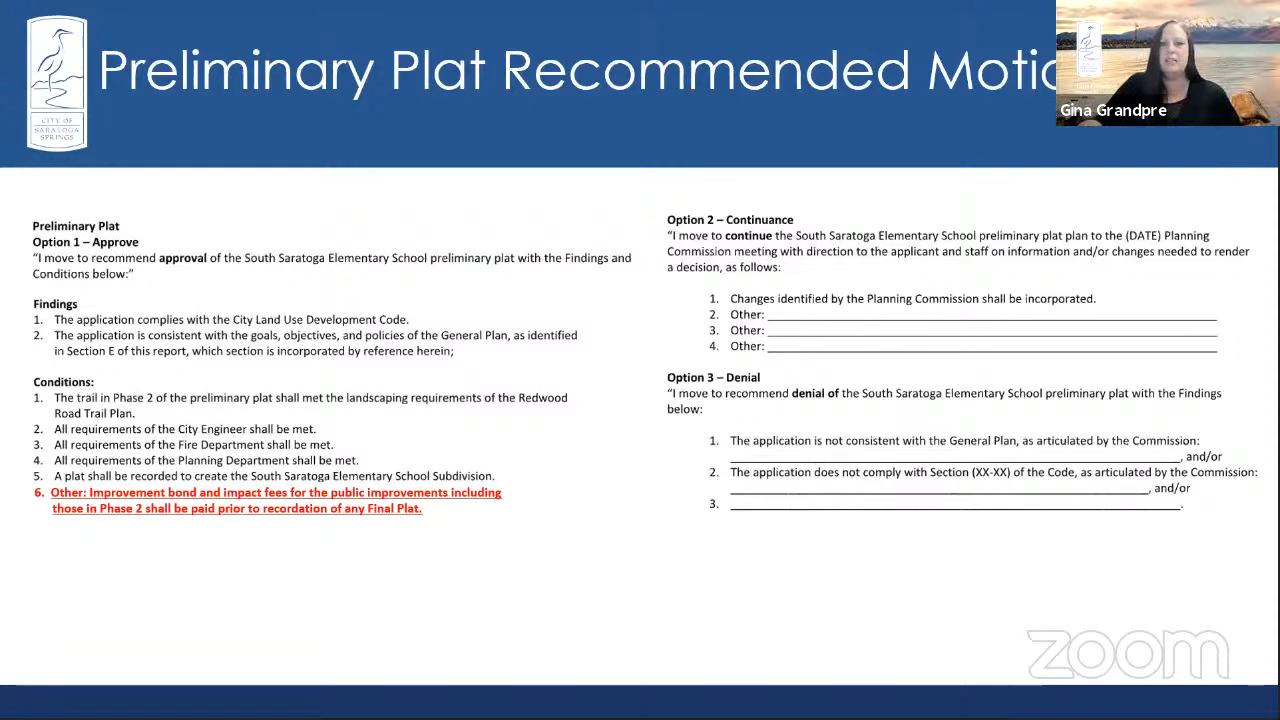 CITY OF
SARATOGA
SPRINGS
Preliminary Plat Recommended Motio
Gina Grandpre
Preliminary Plat
Option 1 – Approve
“I move to recommend approval of the South Saratoga Elementary School preliminary plat with the Findings and
Conditions below:”
Findings
1. The application complies with the City Land Use Development Code.
2. The application is consistent with the goals, objectives, and policies of the General Plan, as identified
in Section E of this report, which section is incorporated by reference herein;
Conditions:
1. The trail in Phase 2 of the preliminary plat shall met the landscaping requirements of the Redwood
Road Trail Plan.
2. All requirements of the City Engineer shall be met.
3. All requirements of the Fire Department shall be met.
4. All requirements of the Planning Department shall be met.
5. A plat shall be recorded to create the South Saratoga Elementary School Subdivision.
6. Other: Improvement bond and impact fees for the public improvements including
those in Phase 2 shall be paid prior to recordation of any Final Plat.
Option 2 – Continuance
“I move to continue the South Saratoga Elementary School preliminary plat plan to the (DATE) Planning
Commission meeting with direction to the applicant and staff on information and/or changes needed to render
a decision, as follows:
1. Changes identified by the Planning Commission shall be incorporated.
2. Other:
3. Other:
4. Other:
Option 3 – Denial
“I move to recommend denial of the South Saratoga Elementary School preliminary plat with the Findings
below:
1. The application is not consistent with the General Plan, as articulated by the Commission:
, and/or
2. The application does not comply with Section (XX-XX) of the Code, as articulated by the Commission:
, and/or
3. .
zoom